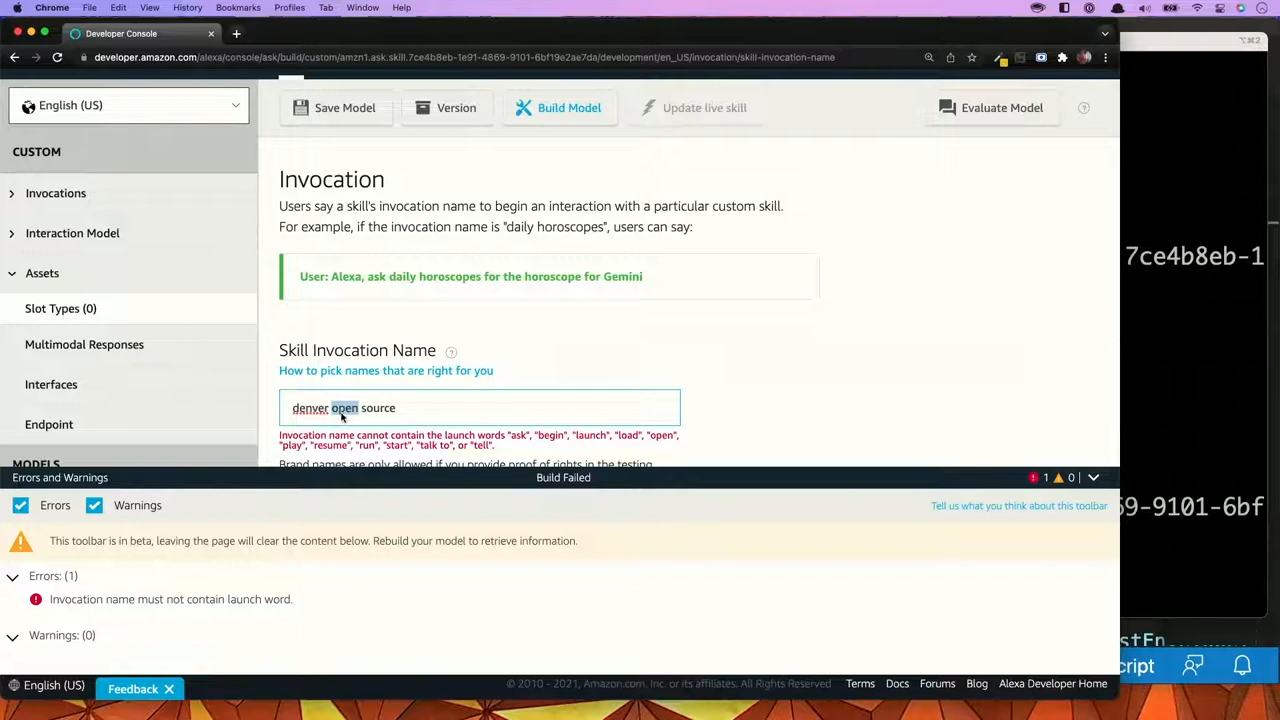 Chrome File Edit View History Bookmarks Profiles Tab Window Help
Developer Console
⌥⌘2
developer.amazon.com/alexa/console/ask/build/custom/amzn1.ask.skill.7ce4b8eb-1e91-4869-9101-6bf19e2ae7da/development/en_US/invocation/skill-invocation-name
English (US)
Save Model
Version
Build Model
Update live skill
Evaluate Model
CUSTOM
Invocations
Interaction Model
Assets
Slot Types (0)
Multimodal Responses
Interfaces
Endpoint
MODELS
Invocation
Users say a skill's invocation name to begin an interaction with a particular custom skill.
For example, if the invocation name is "daily horoscopes", users can say:
User: Alexa, ask daily horoscopes for the horoscope for Gemini
Skill Invocation Name
How to pick names that are right for you
denver open source
Invocation name cannot contain the launch words "ask", "begin", "launch", "load", "open",
"play", "resume", "run", "start", "talk to", or "tell".
Brand names are only allowed if you provide proof of rights in the testing
7ce4b8eb-1
69-9101-6bf
Errors and Warnings
Build Failed
1 0 |
Errors
Warnings
Tell us what you think about this toolbar
This toolbar is in beta, leaving the page will clear the content below. Rebuild your model to retrieve information.
Errors: (1)
Invocation name must not contain launch word.
Warnings: (0)
English (US)
Feedback
© 2010 - 2021, Amazon.com, Inc. or its affiliates. All Rights Reserved
Terms Docs Forums Blog Alexa Developer Home
cript